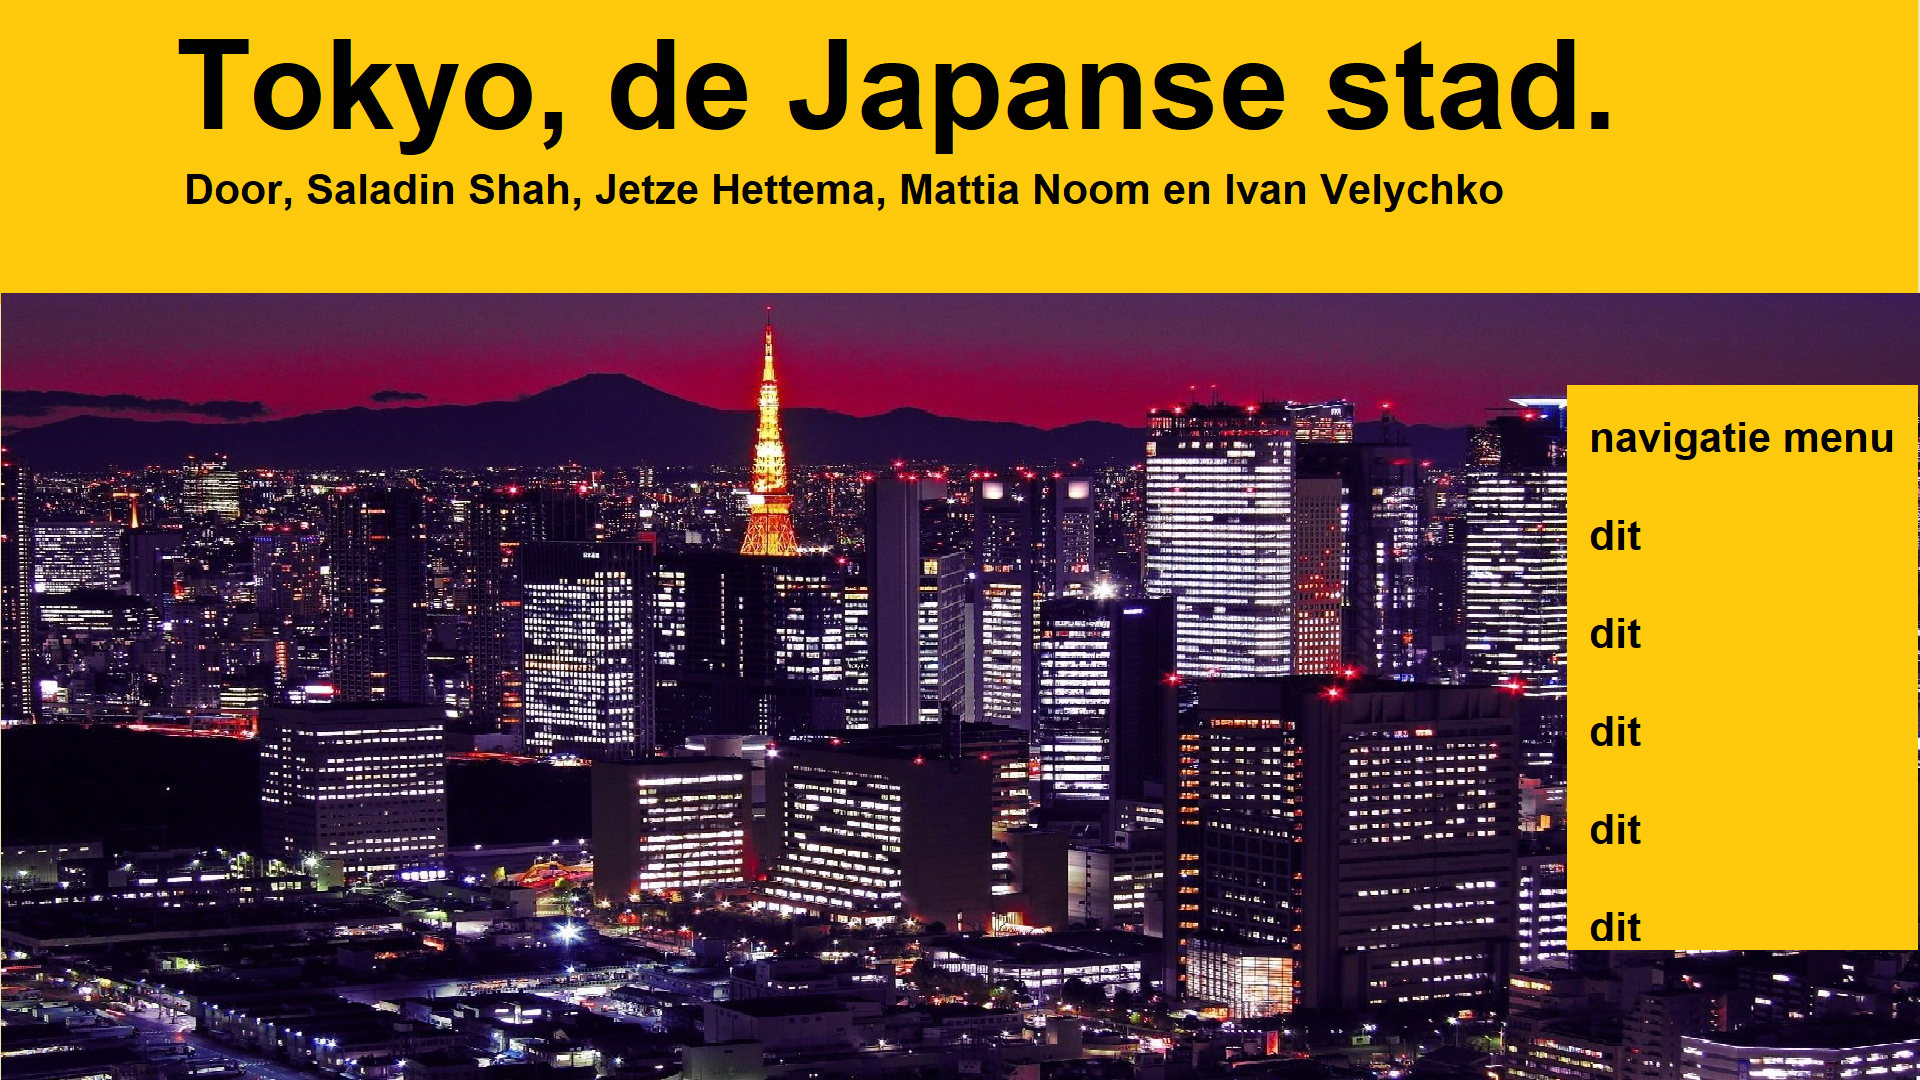 Tokyo, de Japanse stad.
Door, Saladin Shah, Jetze Hettema, Mattia Noom en Ivan Velychko
navigatie menu
dit
dit
dit
dit
dit